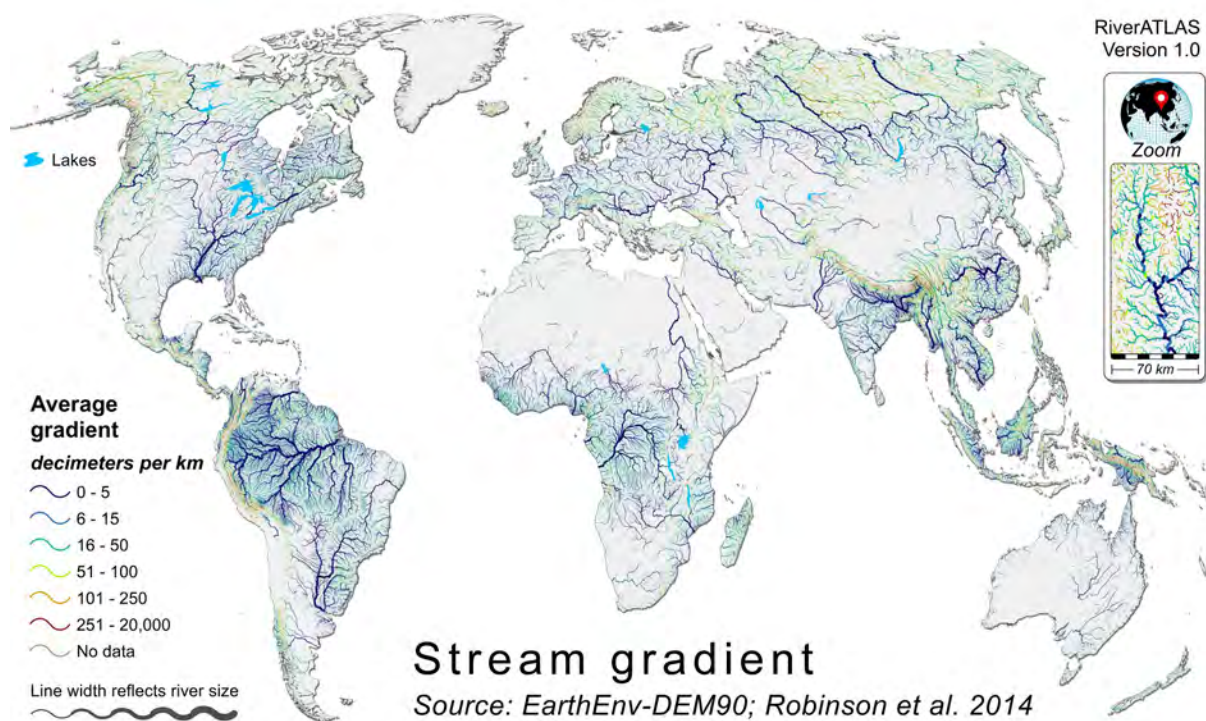 RiverATLAS
Version 1.0
Zoom
70 km
Lakes
Average
gradient
decimeters per km
0 - 5
6 - 15
16 - 50
51 - 100
101 - 250
251 - 20,000
No data
Line width reflects river size
Stream gradient
Source: EarthEnv-DEM90; Robinson et al. 2014